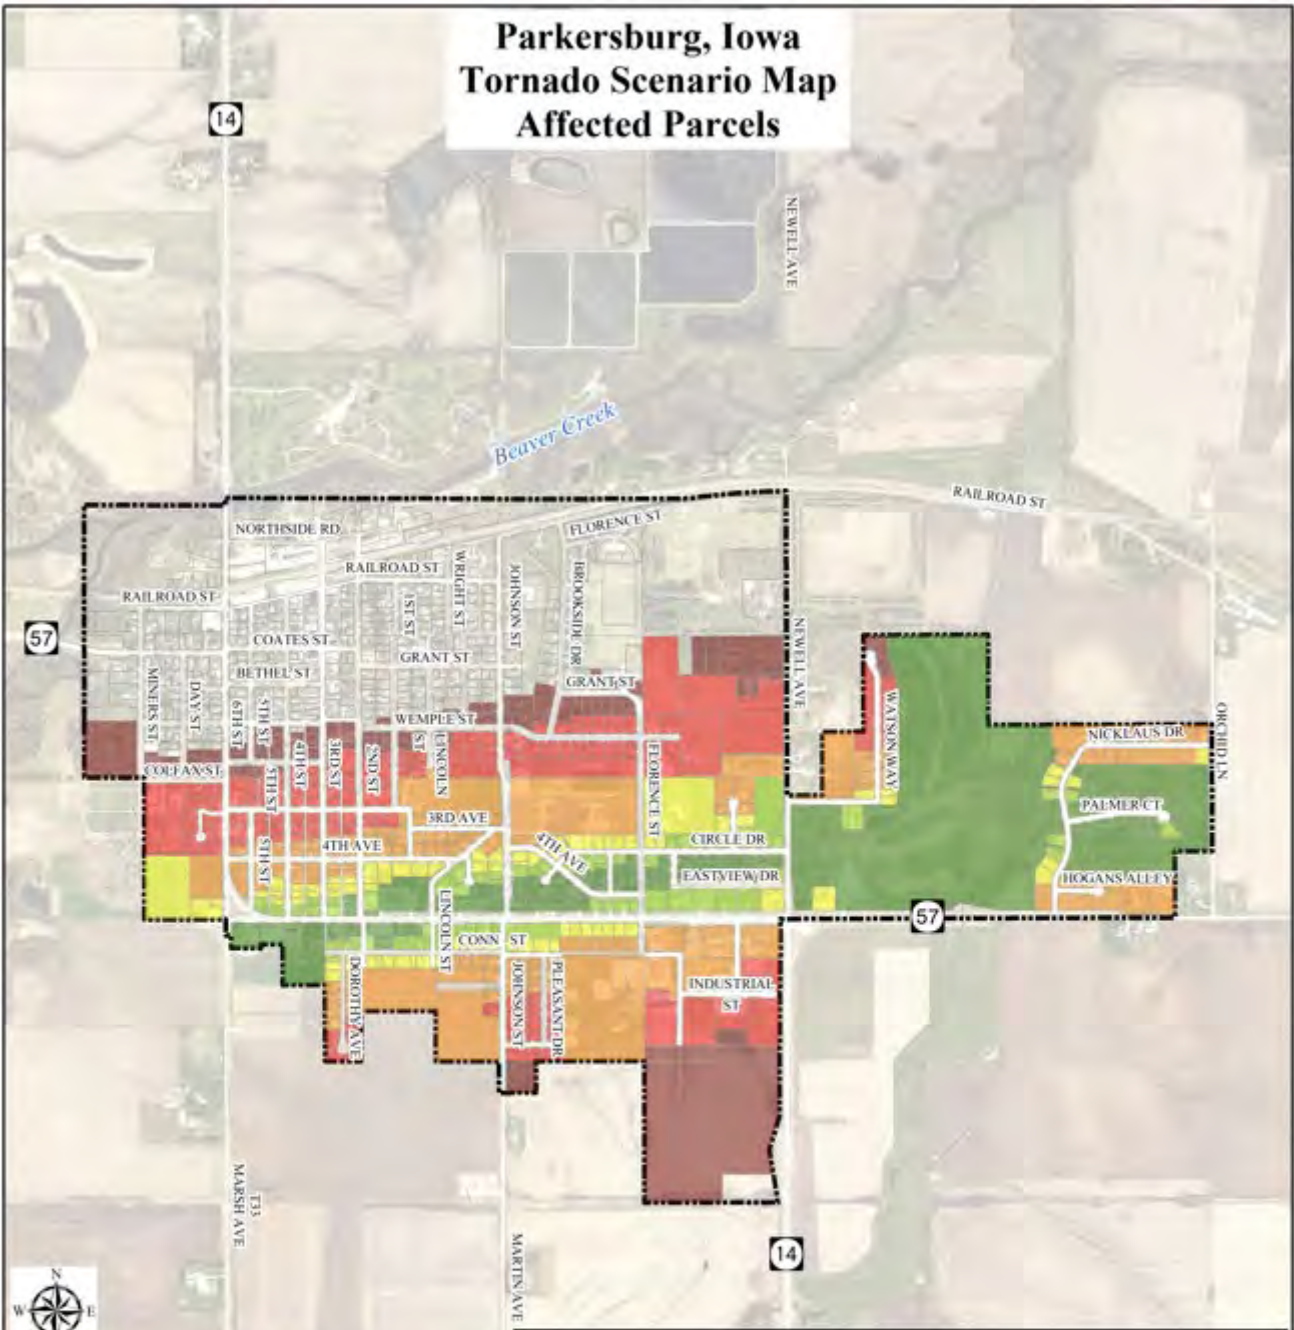 Parkersburg, Iowa
Tornado Scenario Map
Affected Parcels
14
NEWELL AVE
Beaver Creek
RAILROAD ST
NORTHSIDE RD
FLORENCE ST
RAILROAD ST
WRIGHT ST
JOHNSON ST
BROOKSIDE DR
RAILROAD ST
1ST ST
57
COATES ST
GRANT ST
BETHEL ST
NEWELL AVE
MINERS ST
DAY ST
GRANT ST
6TH ST
5TH ST
WEMPLE ST
WATSON WAY
ORCHID LN
4TH ST
3RD ST
2ND ST
LINCOLN
ST
NICKLAUS DR
COLFAX ST
5TH ST
FLORENCE ST
PALMER CT
3RD AVE
4TH AVE
4TH AVE
CIRCLE DR
5TH ST
EASTVIEW DR
HOGANS ALLEY
LINCOLN ST
57
CONN ST
DOROTHY AVE
JOHNSON ST
PLEASANT DR
INDUSTRIAL
ST
T33
MARSH AVE
MARTIN AVE
14
N
W
E